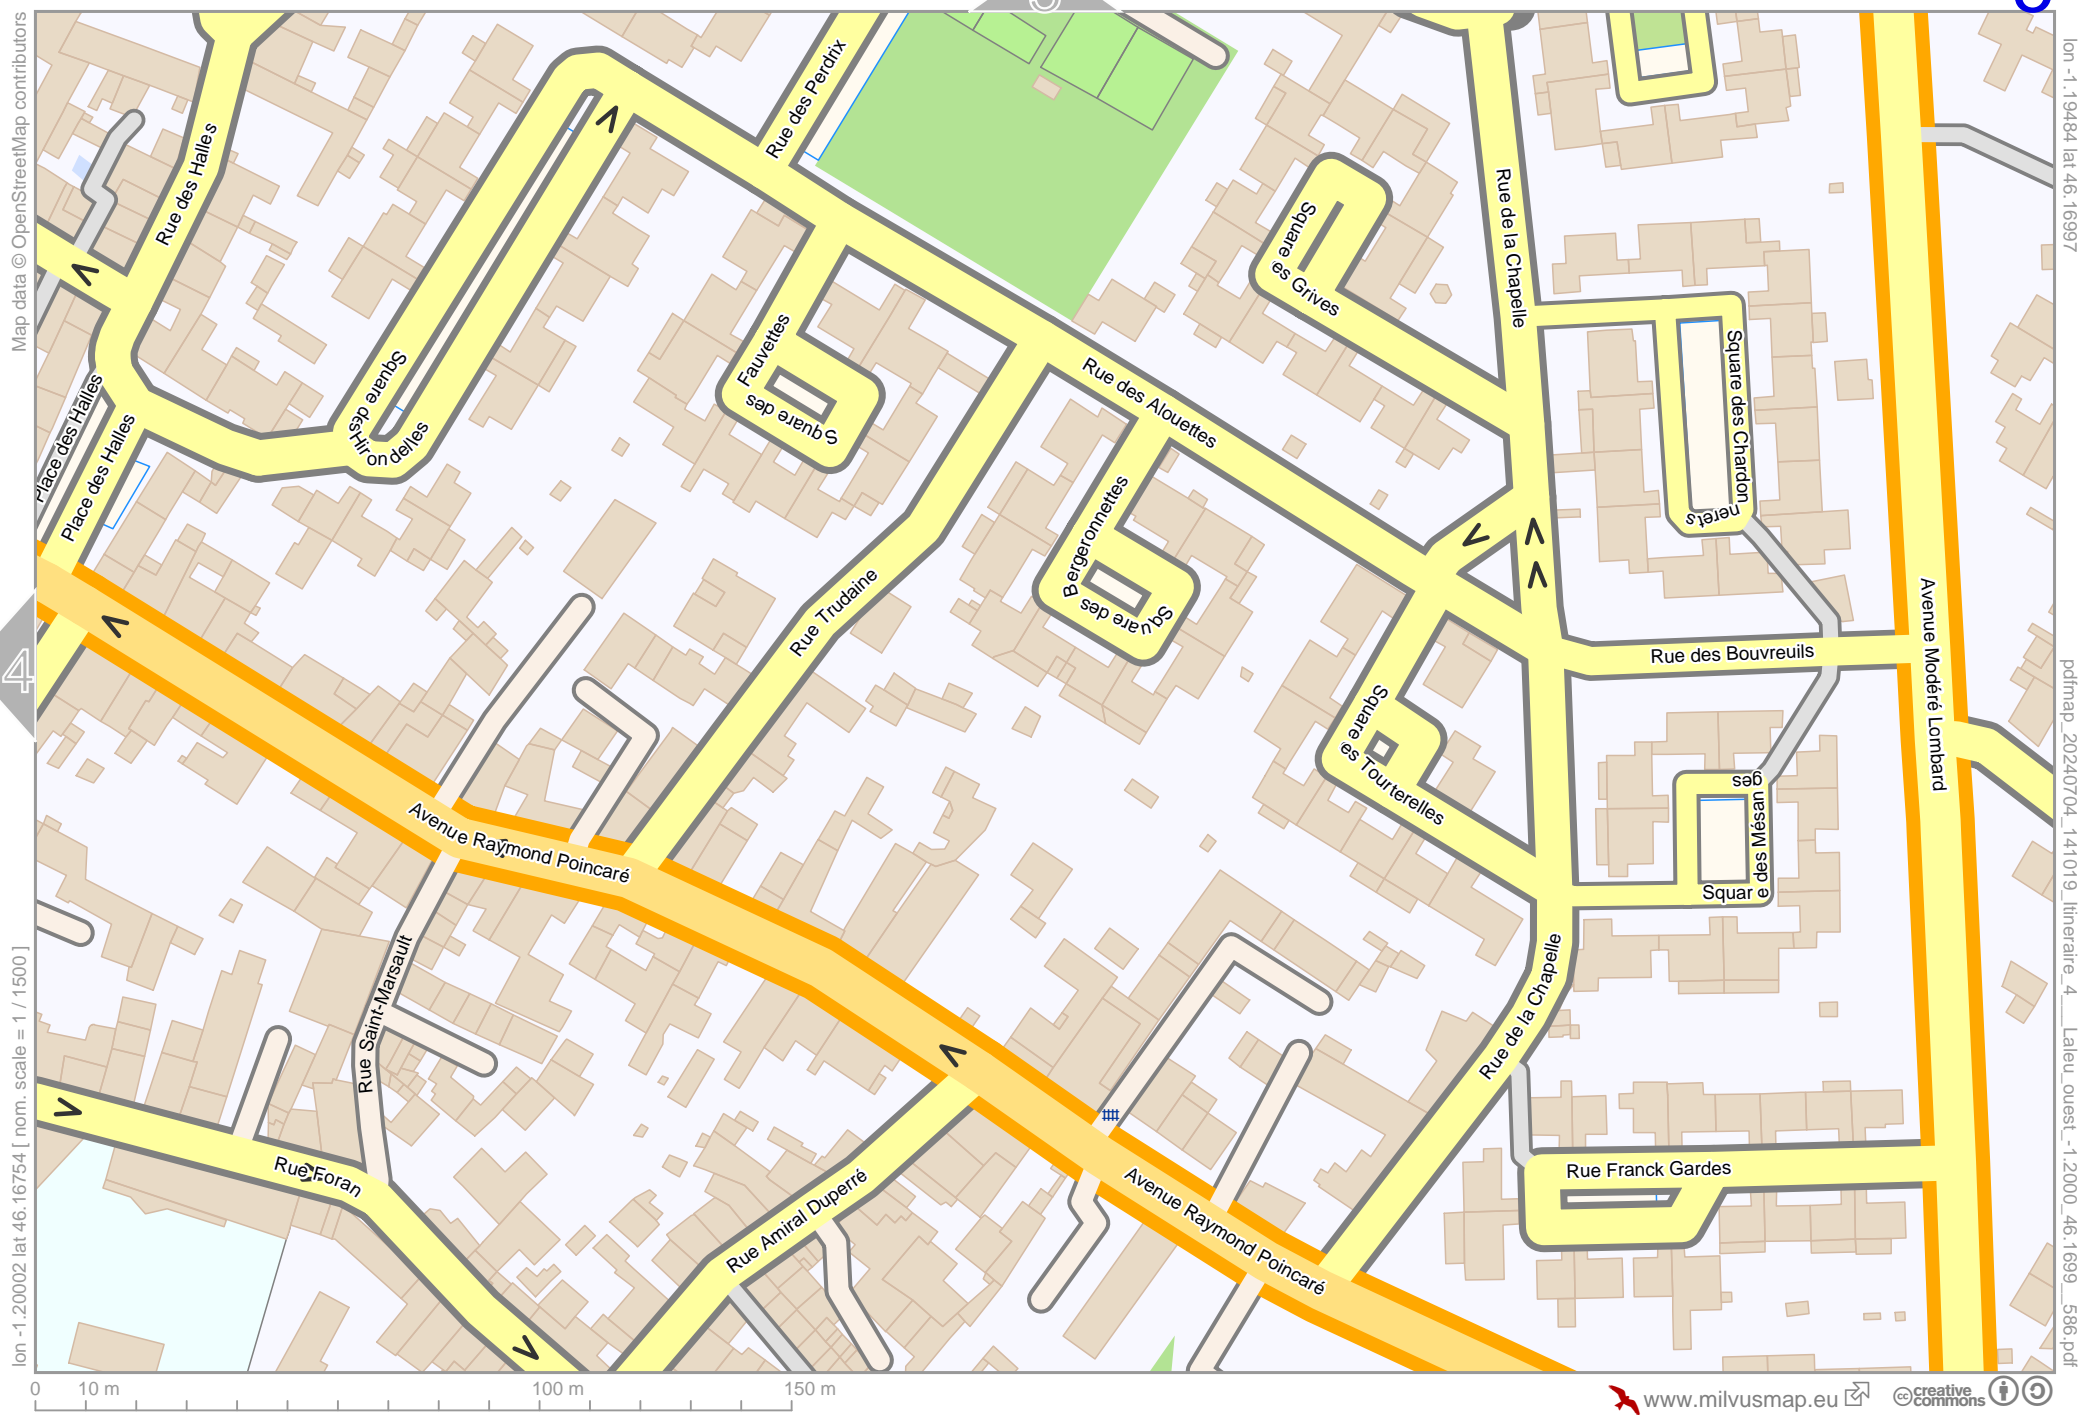 Map data © OpenStreetMap contributors
lon -1.20002 lat 46.16754 [ nom. scale = 1 / 1500 ]
lon -1.19484 lat 46.16997
pdfmap_20240704_141019_Itineraire_4___Laleu_ouest_-1.2000_46.1699__586.pdf
4
Rue des Halles
Place des Halles
Place des Halles
Square des Hirondelles
Rue des Perdrix
Square des Fauvettes
Rue des Alouettes
Square des Grives
Rue de la Chapelle
Square des Chardonnerets
Square des Bergeronnettes
Rue Trudaine
Square des Tourterelles
Rue des Bouvreuils
Avenue Modéré Lombard
Square des Mésanges
Avenue Raymond Poincaré
Rue Saint-Marsault
Rue de la Chapelle
Rue Foran
Rue Amiral Duperré
Avenue Raymond Poincaré
Rue Franck Gardes
0 10 m 100 m 150 m
www.milvusmap.eu
cc creative commons